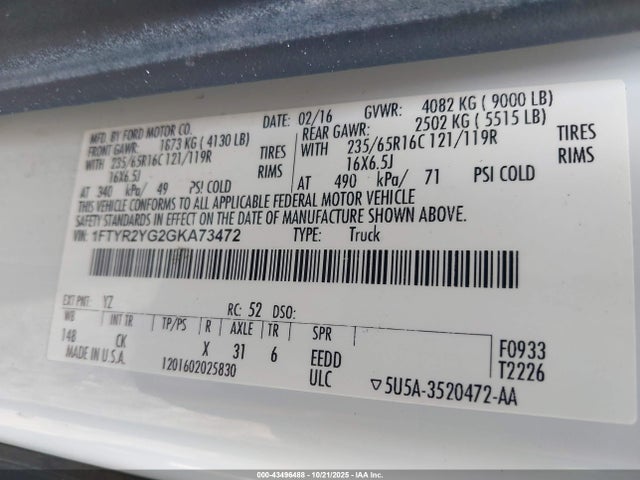 DATE: 02/16 GVWR: 4082 KG ( 9000 LB)
MFD. BY FORD MOTOR CO.
FRONT GAWR: 1873 KG ( 4130 LB) REAR GAWR: 2502 KG ( 5515 LB)
WITH 235/65R16C 121/119R TIRES WITH 235/65R16C 121/119R TIRES
16X6.5J RIMS 16X6.5J RIMS
AT 340 kPa/ 49 PSI COLD AT 490 kPa/ 71 PSI COLD
THIS VEHICLE CONFORMS TO ALL APPLICABLE FEDERAL MOTOR VEHICLE
SAFETY STANDARDS IN EFFECT ON THE DATE OF MANUFACTURE SHOWN ABOVE.
VIN: 1FTYR2YG2GKA73472 TYPE: Truck
EXT PNT: YZ RC: 52 DSO:
WB INT TR TP/PS R AXLE TR SPR
148 CK X 31 6 EEDD F0933
MADE IN U.S.A. 1201602025830 ULC ▽5U5A-3520472-AA T2226
000-43496488 - 10/21/2025 - IAA Inc.